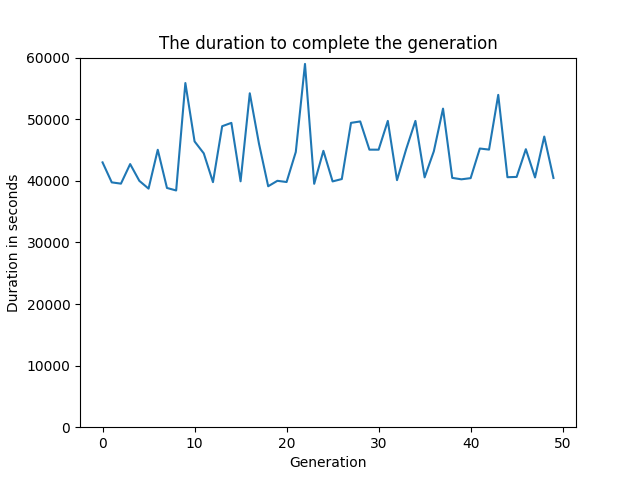 The duration to complete the generation
60000
50000
40000
30000
20000
10000
0
Duration in seconds
0 10 20 30 40 50
Generation